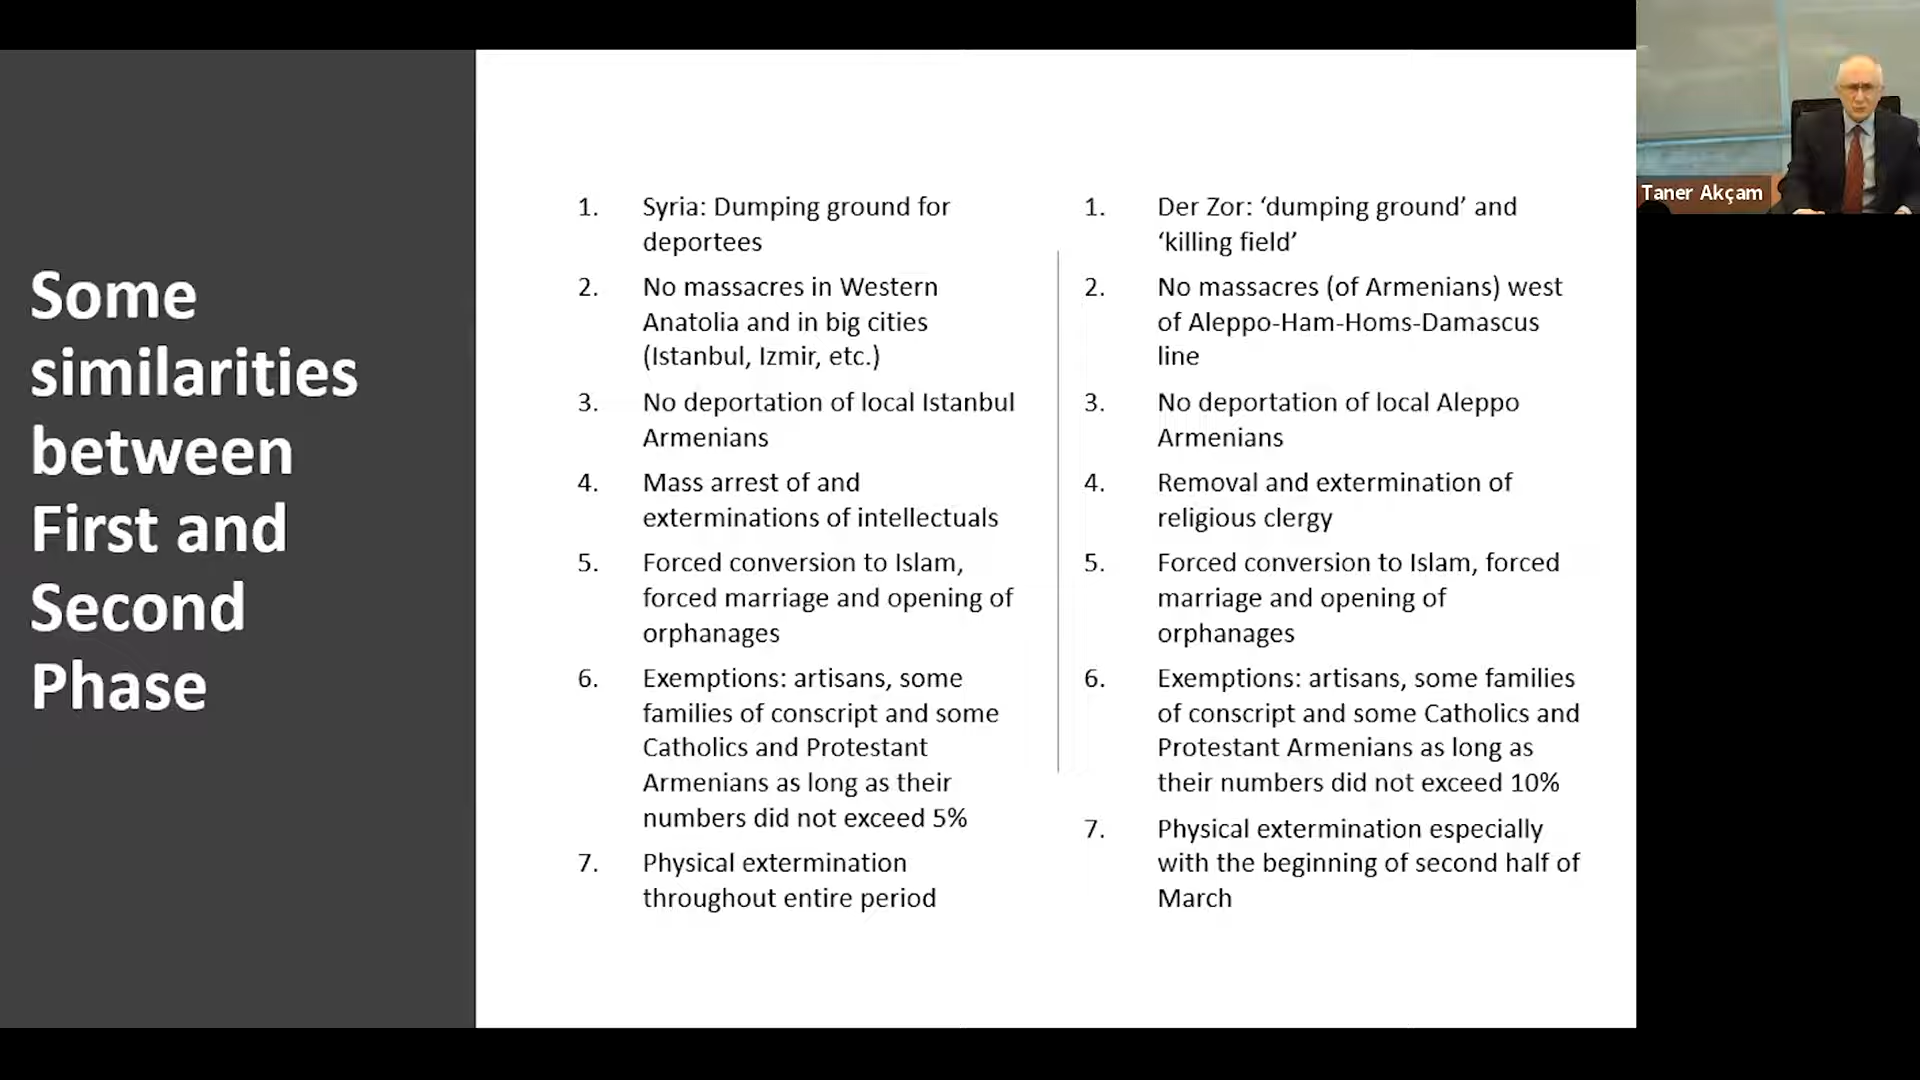 Some
similarities
between
First and
Second
Phase
1. Syria: Dumping ground for
deportees
2. No massacres in Western
Anatolia and in big cities
(Istanbul, Izmir, etc.)
3. No deportation of local Istanbul
Armenians
4. Mass arrest of and
exterminations of intellectuals
5. Forced conversion to Islam,
forced marriage and opening of
orphanages
6. Exemptions: artisans, some
families of conscript and some
Catholics and Protestant
Armenians as long as their
numbers did not exceed 5%
7. Physical extermination
throughout entire period
1. Der Zor: ‘dumping ground’ and
‘killing field’
2. No massacres (of Armenians) west
of Aleppo-Ham-Homs-Damascus
line
3. No deportation of local Aleppo
Armenians
4. Removal and extermination of
religious clergy
5. Forced conversion to Islam, forced
marriage and opening of
orphanages
6. Exemptions: artisans, some families
of conscript and some Catholics and
Protestant Armenians as long as
their numbers did not exceed 10%
7. Physical extermination especially
with the beginning of second half of
March
Taner Akçam